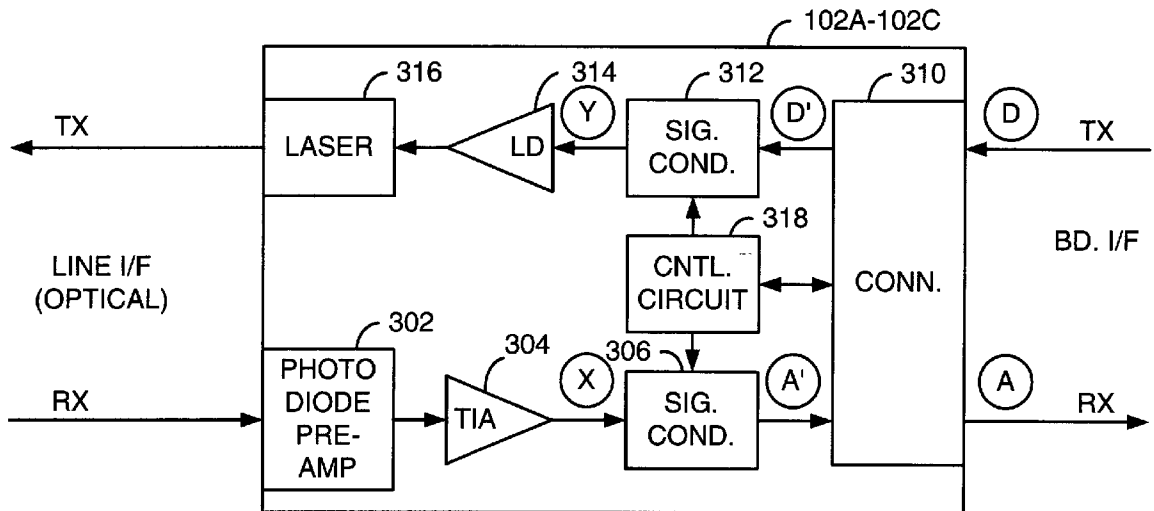 102A-102C
316
314
312
310
TX
LASER
LD
Y
SIG.
COND.
D'
D
TX
318
LINE I/F
(OPTICAL)
CNTL.
CIRCUIT
CONN.
BD. I/F
302
304
306
RX
PHOTO
DIODE
PRE-
AMP
TIA
X
SIG.
COND.
A'
A
RX